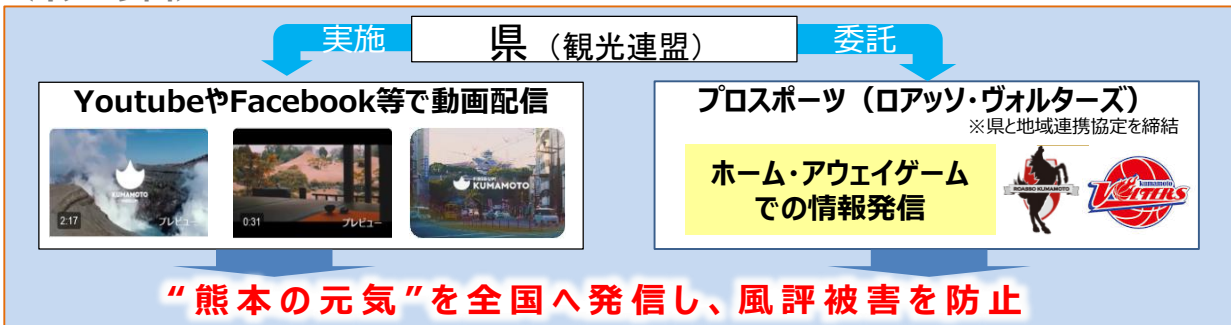 実施
県（観光連盟）
委託
YoutubeやFacebook等で動画配信
KUMAMOTO
2:17
プレビュー
0:31
プレビュー
KUMAMOTO
プロスポーツ（ロアッソ・ヴォルターズ）
※県と地域連携協定を締結
ホーム・アウェイゲーム
での情報発信
ROASSO KUMAMOTO
kumamoto
VOLTERS
“熊本の元気”を全国へ発信し、風評被害を防止